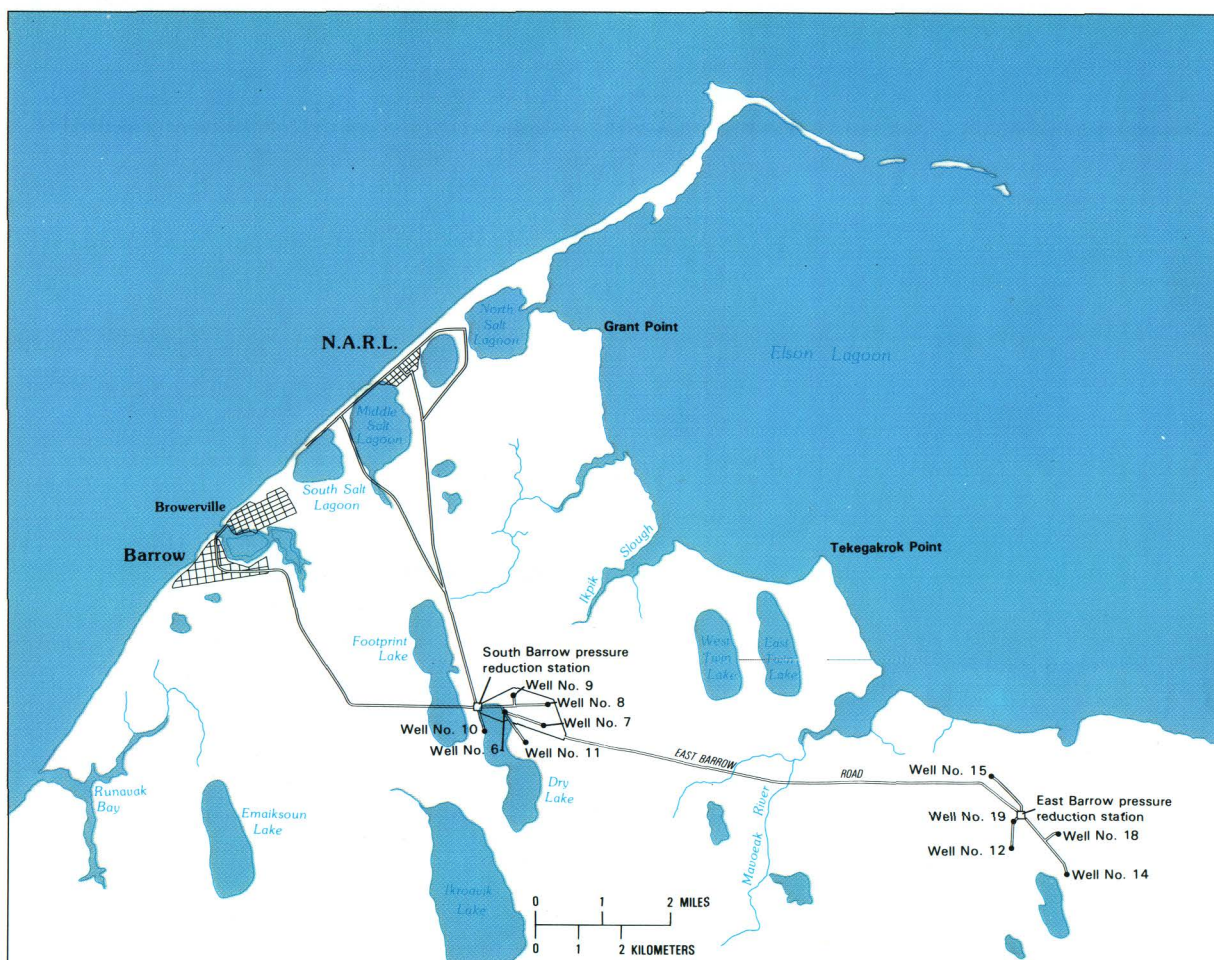 North
Salt
Lagoon
Grant Point
N.A.R.L.
Elson Lagoon
Middle
Salt
Lagoon
South Salt
Lagoon
Browerville
Barrow
Ikpik Slough
Tekegakrok Point
Footprint
Lake
West
Twin
Lake
East
Twin
Lake
South Barrow pressure
reduction station
Well No. 9
Well No. 8
Well No. 7
Well No. 10
Well No. 6
Well No. 11
EAST BARROW ROAD
Well No. 15
Dry
Lake
Runavak
Bay
Emaiksoun
Lake
Mavoeak River
East Barrow pressure
reduction station
Well No. 19
Well No. 18
Well No. 12
Well No. 14
Ikroavik
Lake
0 1 2 MILES
0 1 2 KILOMETERS